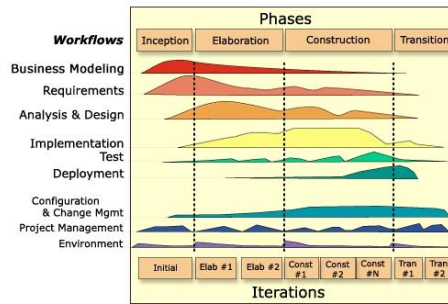 Phases
Workflows
Inception
Elaboration
Construction
Transition
Business Modeling
Requirements
Analysis & Design
Implementation
Test
Deployment
Configuration
& Change Mgmt
Project Management
Environment
Initial
Elab #1
Elab #2
Const
#1
Const
#2
Const
#N
Tran
#1
Tran
#2
Iterations